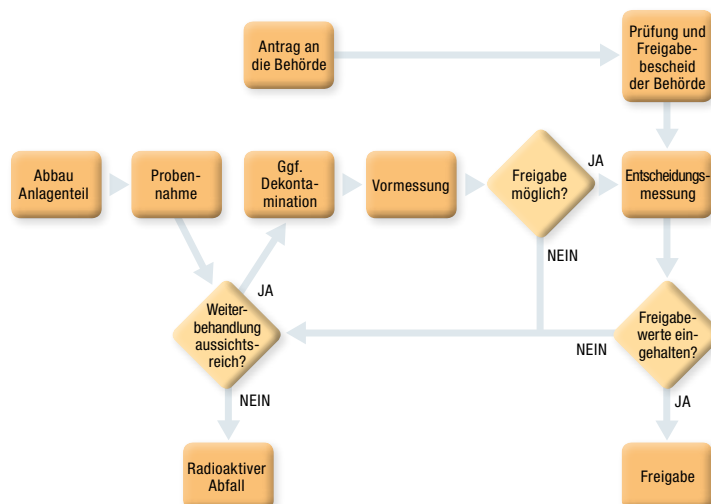 Antrag an
die Behörde
Prüfung und
Freigabe-
bescheid
der Behörde
Abbau
Anlagenteil
Proben-
nahme
Ggf.
Dekonta-
mination
Vormessung
Freigabe
möglich?
JA
Entscheidungs-
messung
NEIN
JA
Weiter-
behandlung
aussichts-
reich?
Freigabe-
werte ein-
gehalten?
NEIN
NEIN
JA
Radioaktiver
Abfall
Freigabe